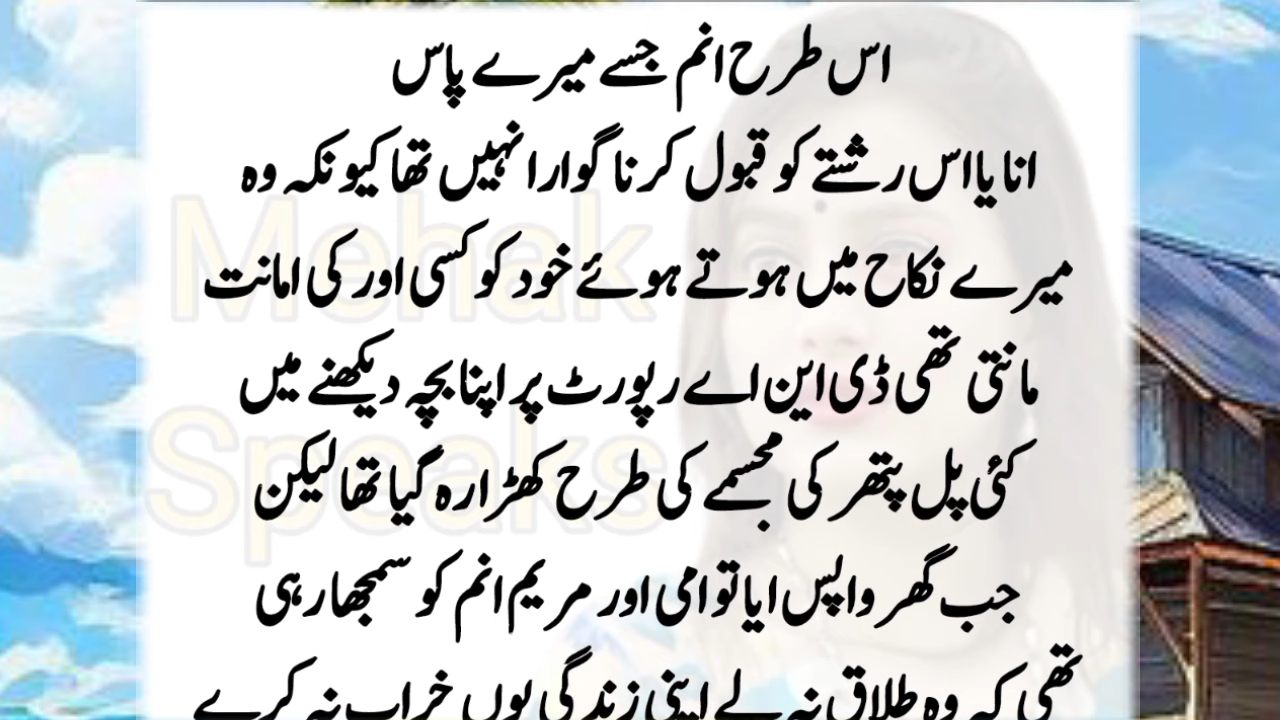 اس طرح انم جسے میرے پاس
انا یا اس رشتے کو قبول کرنا گوارا نہیں تھا کیونکہ وہ
میرے نکاح میں ہوتے ہوئے خود کو کسی اور کی امانت
مانتی تھی ڈی این اے رپورٹ پر اپنا بچہ دیکھنے میں
کئی پل پتھر کی مجسمے کی طرح کھڑا رہ گیا تھا لیکن
جب گھر واپس ایا تو امی اور مریم انم کو سمجھا رہی
تھی کہ وہ طلاق نہ لے اپنی زندگی یوں خراب نہ کرے
Mehak
Speaks